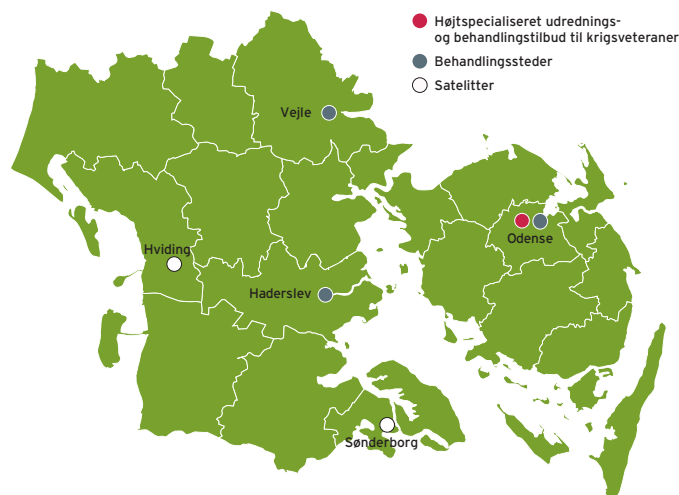 Højtspecialiseret udrednings-
og behandlingstilbud til krigsveteraner
Behandlingssteder
Satelitter
Vejle
Odense
Hviding
Haderslev
Sønderborg